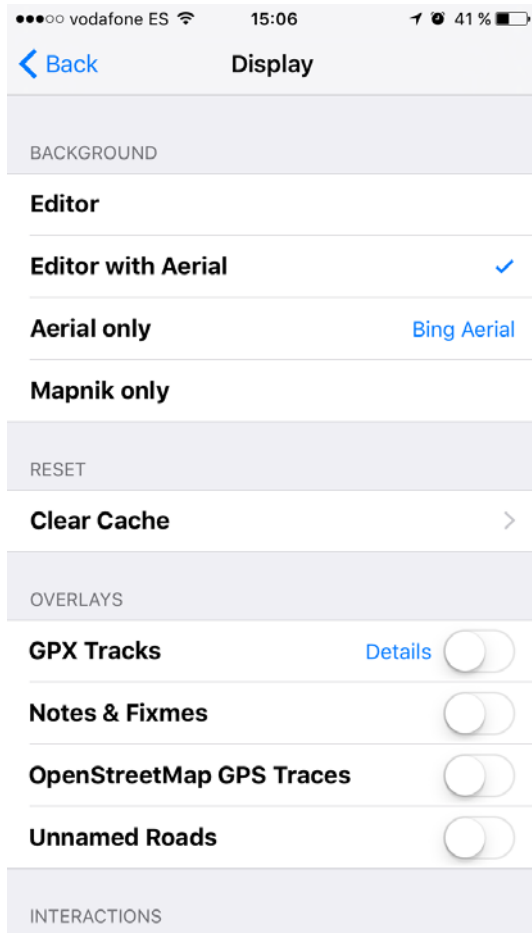 vodafone ES 15:06 41 %
Back Display
BACKGROUND
Editor
Editor with Aerial
Aerial only Bing Aerial
Mapnik only
RESET
Clear Cache
OVERLAYS
GPX Tracks Details
Notes & Fixmes
OpenStreetMap GPS Traces
Unnamed Roads
INTERACTIONS